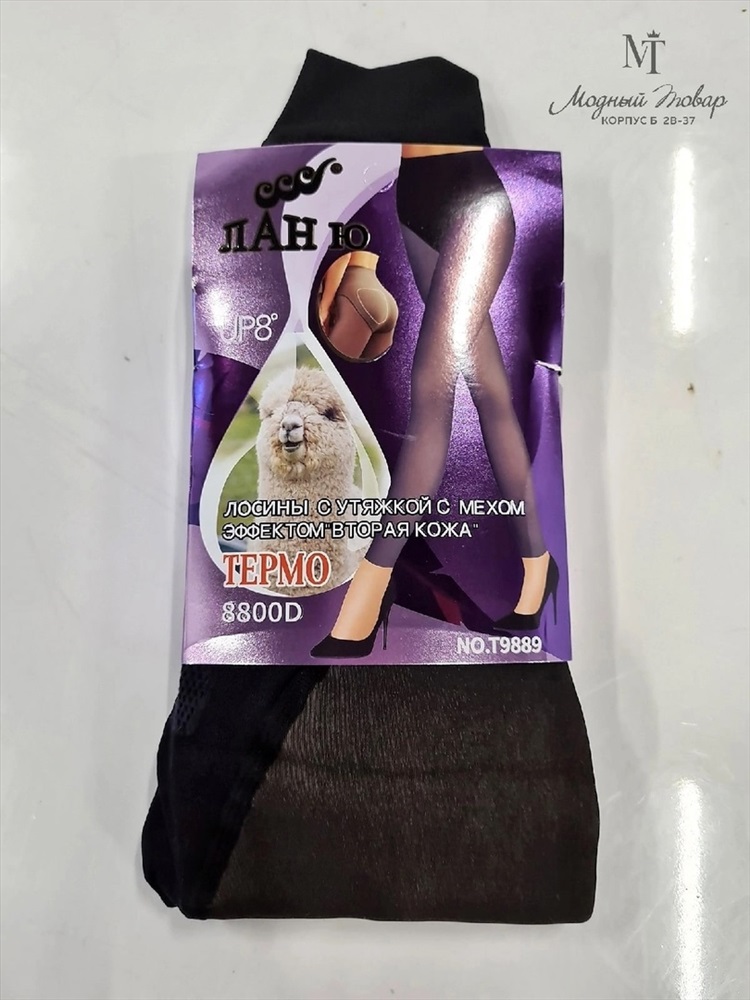 МТ
Модный Товар
КОРПУС Б 2В-37
ЛАН Ю
UP8°
ЛОСИНЫ С УТЯЖКОЙ С МЕХОМ
ЭФФЕКТОМ"ВТОРАЯ КОЖА"
ТЕРМО
8800D
NO.T9889